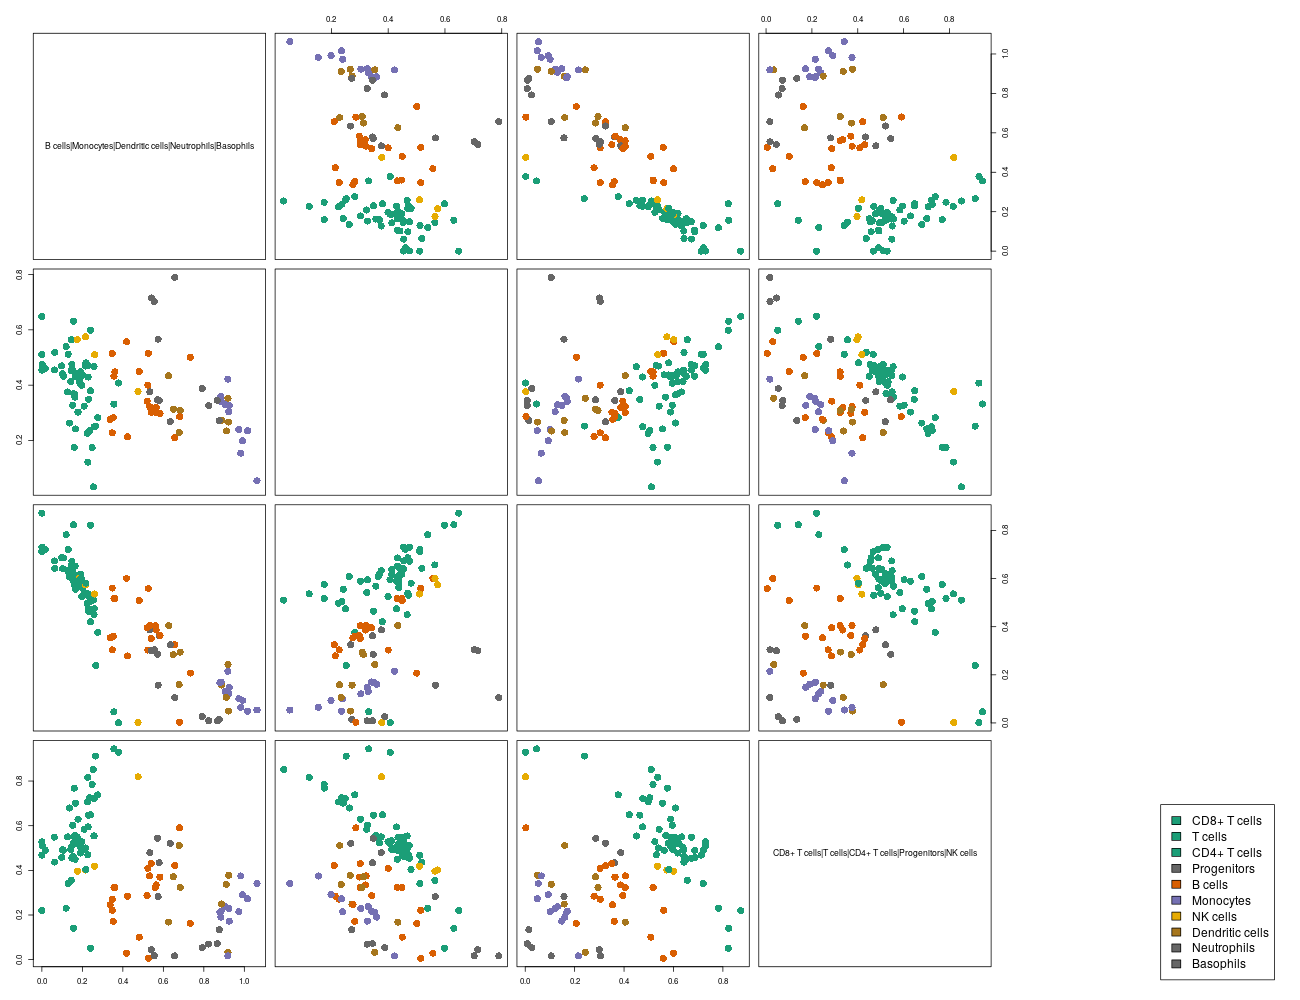 0.2 0.4 0.6 0.8
0.0 0.2 0.4 0.6 0.8
B cells|Monocytes|Dendritic cells|Neutrophils|Basophils
0.0 0.2 0.4 0.6 0.8 1.0
0.2 0.4 0.6 0.8
0.0 0.2 0.4 0.6 0.8
CD8+ T cells|T cells|CD4+ T cells|Progenitors|NK cells
0.0 0.2 0.4 0.6 0.8
0.0 0.2 0.4 0.6 0.8 1.0
0.0 0.2 0.4 0.6 0.8
CD8+ T cells
T cells
CD4+ T cells
Progenitors
B cells
Monocytes
NK cells
Dendritic cells
Neutrophils
Basophils